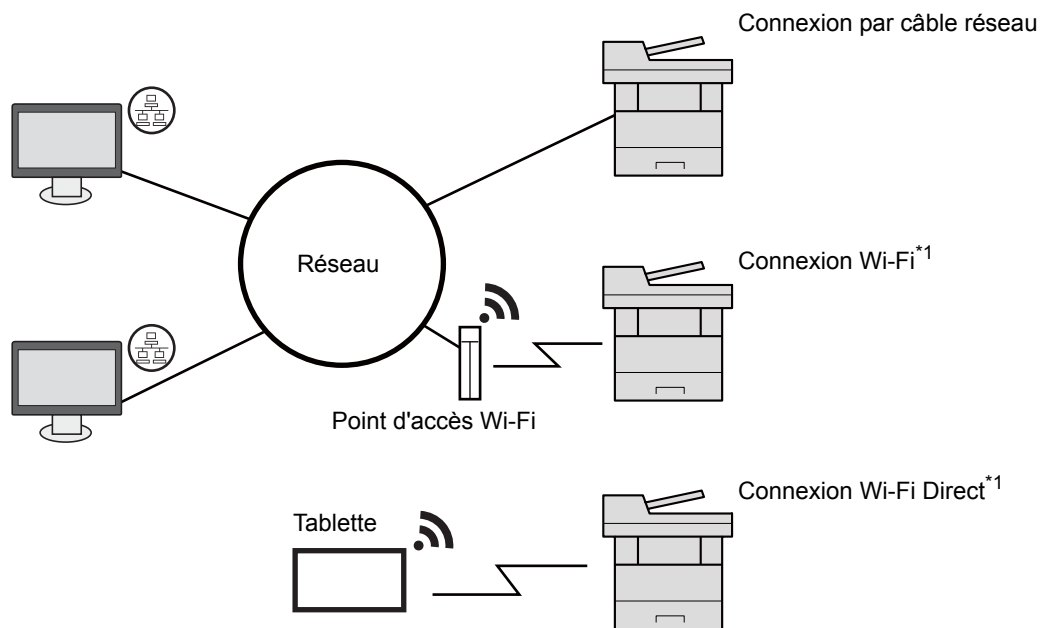 Connexion par câble réseau
Réseau
Connexion Wi-Fi*1
Point d'accès Wi-Fi
Connexion Wi-Fi Direct*1
Tablette